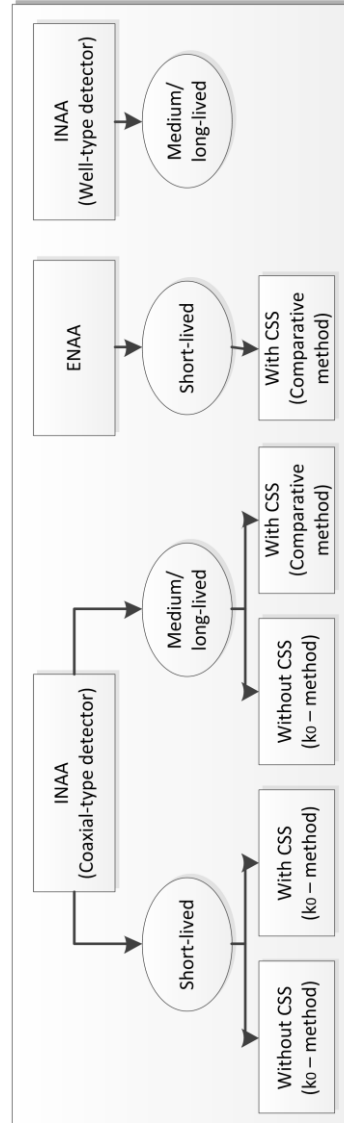 INAA
(Coaxial-type detector)
ENAA
INAA
(Well-type detector)
Short-lived
Medium/
long-lived
Short-lived
Medium/
long-lived
Without CSS
(k₀ – method)
With CSS
(k₀ – method)
Without CSS
(k₀ – method)
With CSS
(Comparative
method)
With CSS
(Comparative
method)